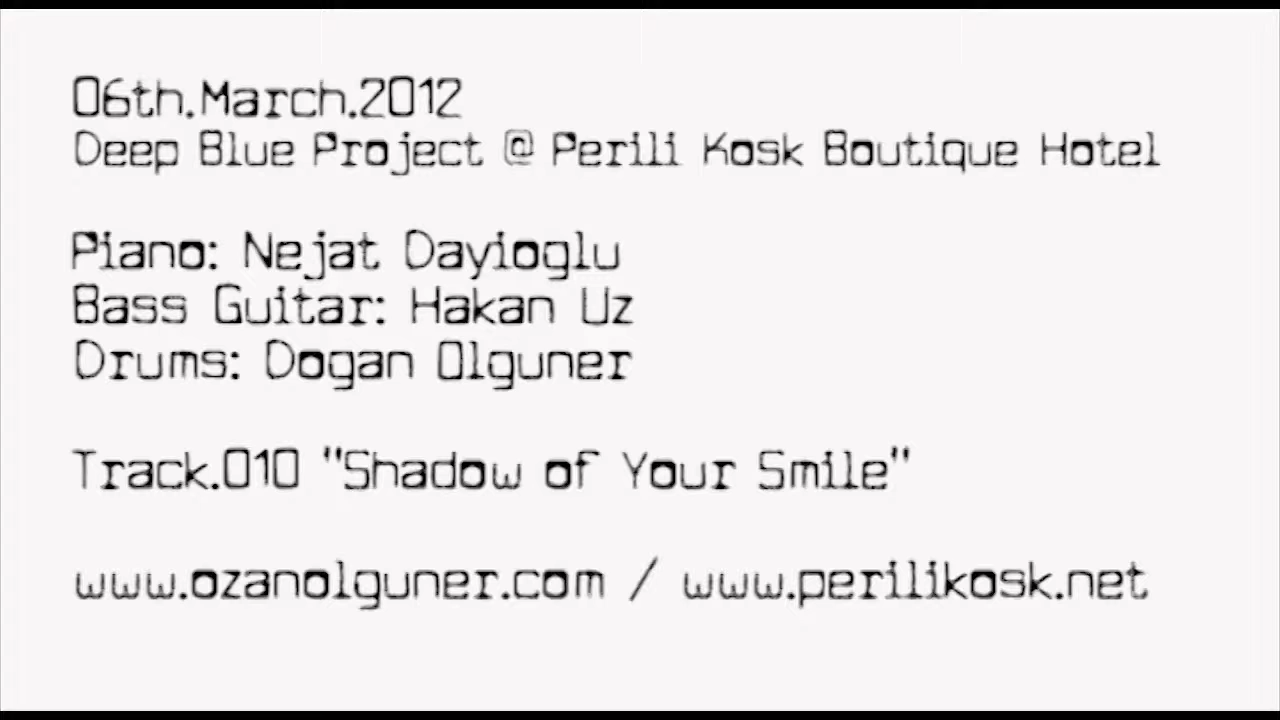 06th.March.2012
Deep Blue Project @ Perili Kosk Boutique Hotel
Piano: Nejat Dayioglu
Bass Guitar: Hakan Uz
Drums: Dogan Olguner
Track.010 "Shadow of Your Smile"
www.ozanolguner.com / www.perilikosk.net